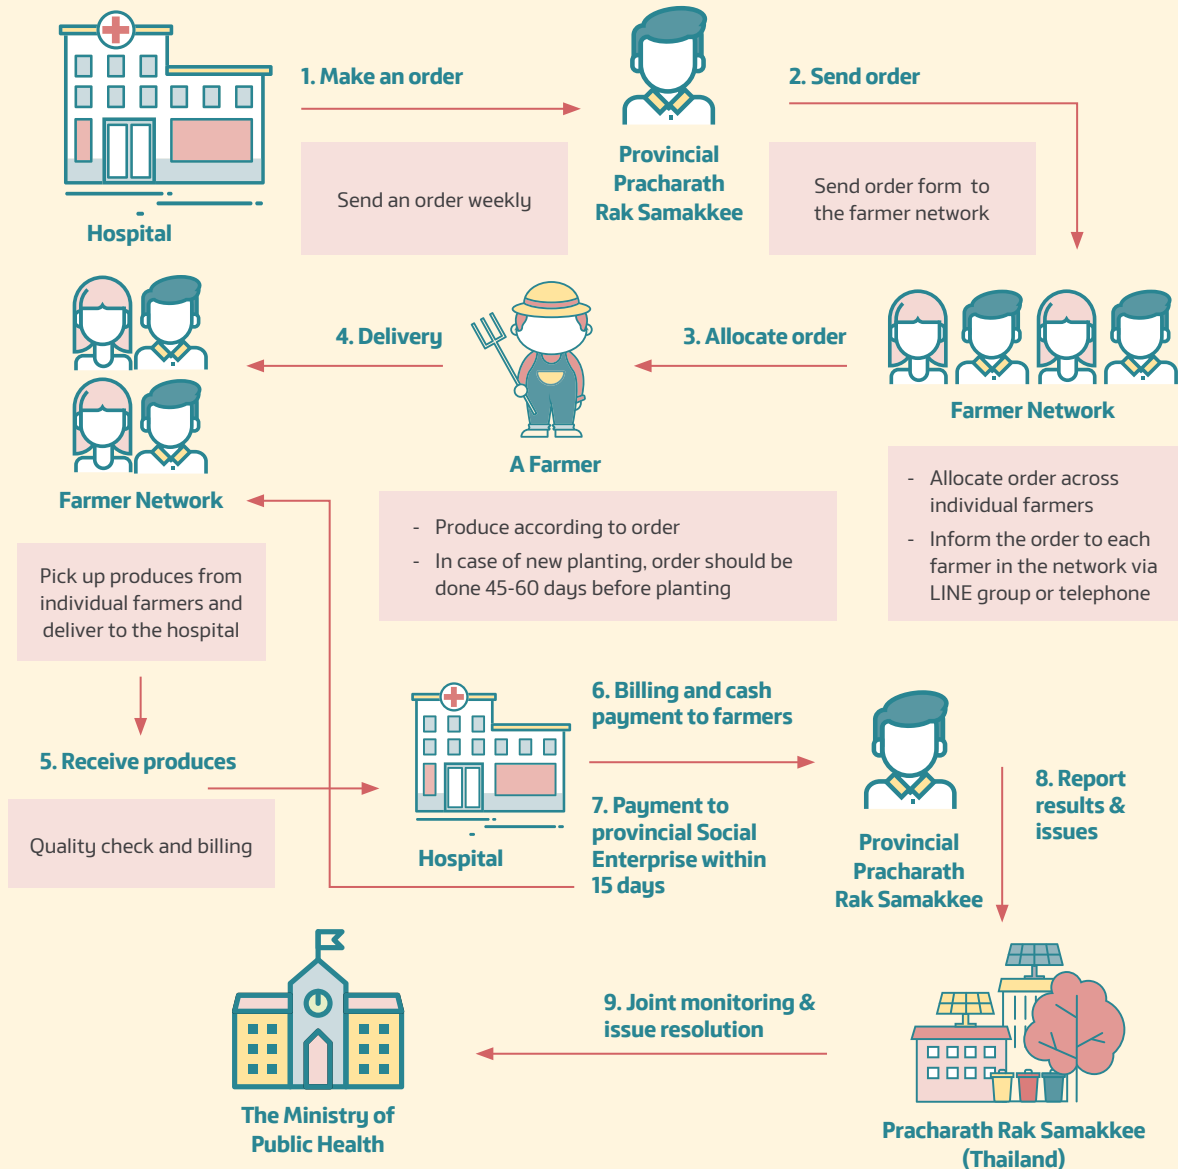 1. Make an order
Send an order weekly
Hospital
Provincial
Pracharath
Rak Samakkee
2. Send order
Send order form to
the farmer network
Farmer Network
- Allocate order across
individual farmers
- Inform the order to each
farmer in the network via
LINE group or telephone
3. Allocate order
A Farmer
- Produce according to order
- In case of new planting, order should be
done 45-60 days before planting
4. Delivery
Farmer Network
Pick up produces from
individual farmers and
deliver to the hospital
5. Receive produces
Quality check and billing
Hospital
6. Billing and cash
payment to farmers
7. Payment to
provincial Social
Enterprise within
15 days
Provincial
Pracharath
Rak Samakkee
8. Report
results &
issues
Pracharath Rak Samakkee
(Thailand)
9. Joint monitoring &
issue resolution
The Ministry of
Public Health